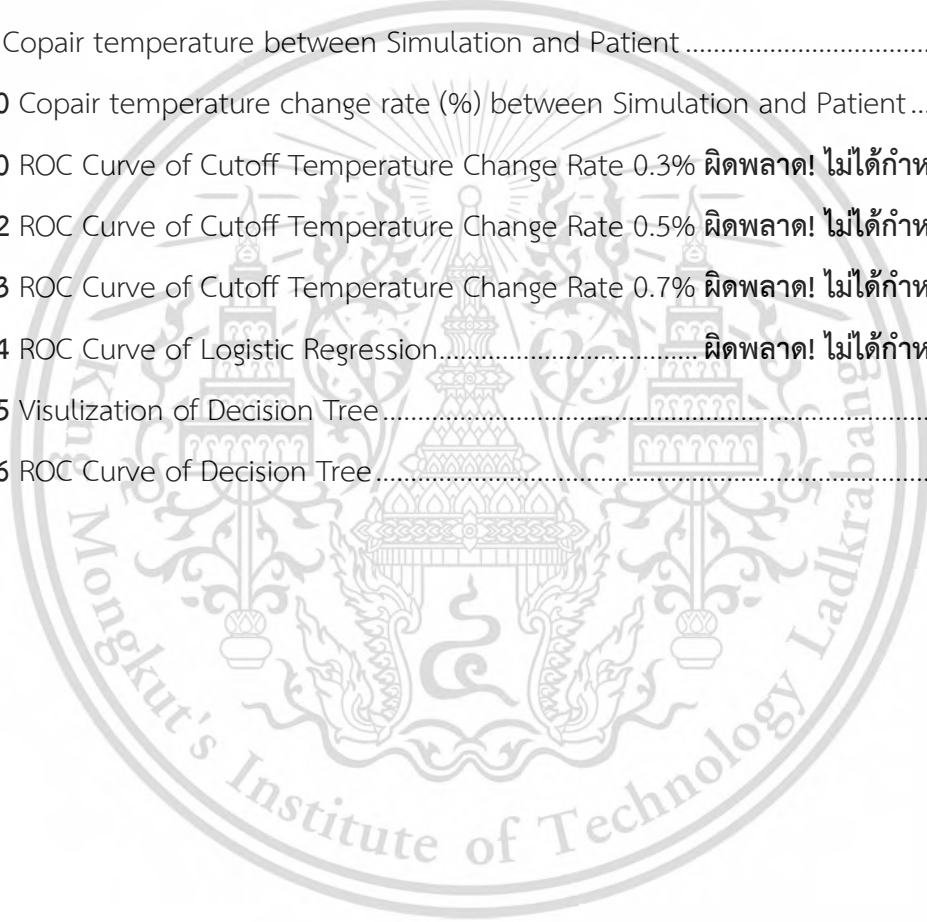 Copair temperature between Simulation and Patient ..................................
0 Copair temperature change rate (%) between Simulation and Patient ...
0 ROC Curve of Cutoff Temperature Change Rate 0.3% ผิดพลาด! ไม่ได้กำห
2 ROC Curve of Cutoff Temperature Change Rate 0.5% ผิดพลาด! ไม่ได้กำห
3 ROC Curve of Cutoff Temperature Change Rate 0.7% ผิดพลาด! ไม่ได้กำห
4 ROC Curve of Logistic Regression.................................... ผิดพลาด! ไม่ได้กำห
5 Visulization of Decision Tree..............................................................................
6 ROC Curve of Decision Tree ...............................................................................
King Mongkut's Institute of Technology Ladkrabang